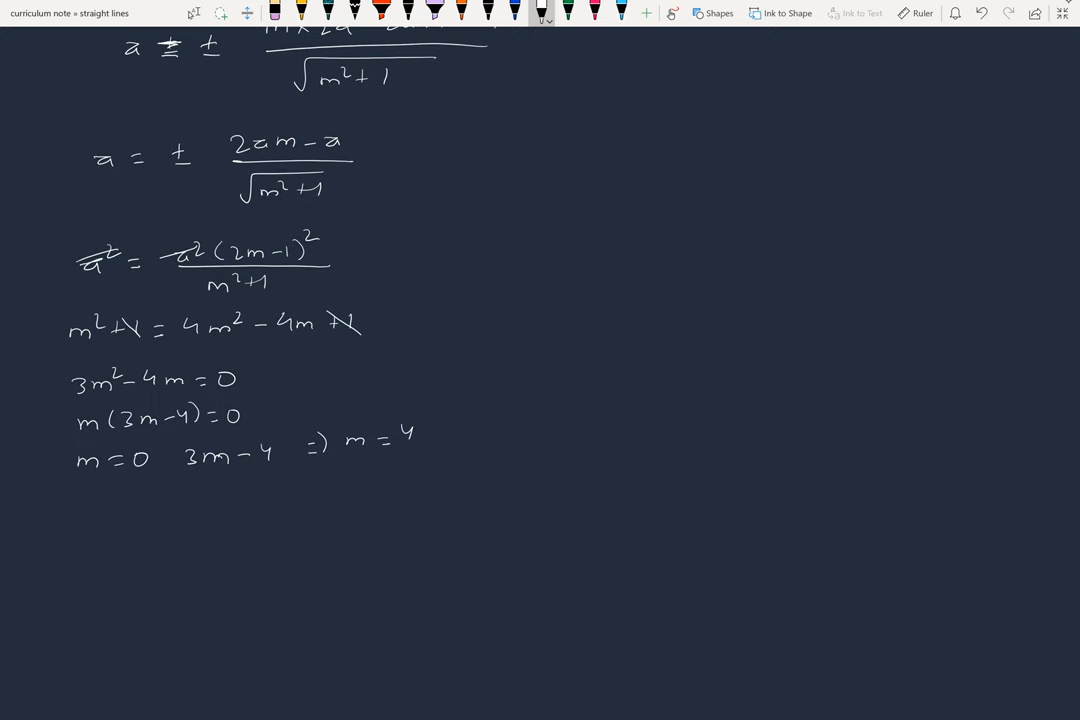 curriculum note » straight lines
Shapes Ink to Shape Ink to Text Ruler
a = ±
√m²+1
a = ± 2am-a
√m²+1
a² = a²(2m-1)²
m²+1
m²+1 = 4m²-4m+1
3m²-4m=0
m(3m-4)=0
m=0 3m-4 => m=4